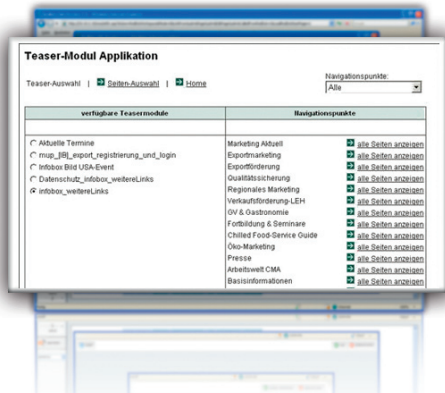 Teaser-Modul Applikation
Teaser-Auswahl | Seiten-Auswahl | Home
Navigationspunkte:
Alle
verfügbare Teasermodule
Navigationspunkte
Aktuelle Termine
mup_[IB]_export_registrierung_und_login
Infobox Bild USA-Event
Datenschutz_infobox_weitereLinks
infobox_weitereLinks
Marketing Aktuell alle Seiten anzeigen
Exportmarketing alle Seiten anzeigen
Exportförderung alle Seiten anzeigen
Qualitätssicherung alle Seiten anzeigen
Regionales Marketing alle Seiten anzeigen
Verkaufsförderung-LEH alle Seiten anzeigen
GV & Gastronomie alle Seiten anzeigen
Fortbildung & Seminare alle Seiten anzeigen
Chilled Food-Service Guide alle Seiten anzeigen
Öko-Marketing alle Seiten anzeigen
Presse alle Seiten anzeigen
Arbeitswelt CMA alle Seiten anzeigen
Basisinformationen alle Seiten anzeigen